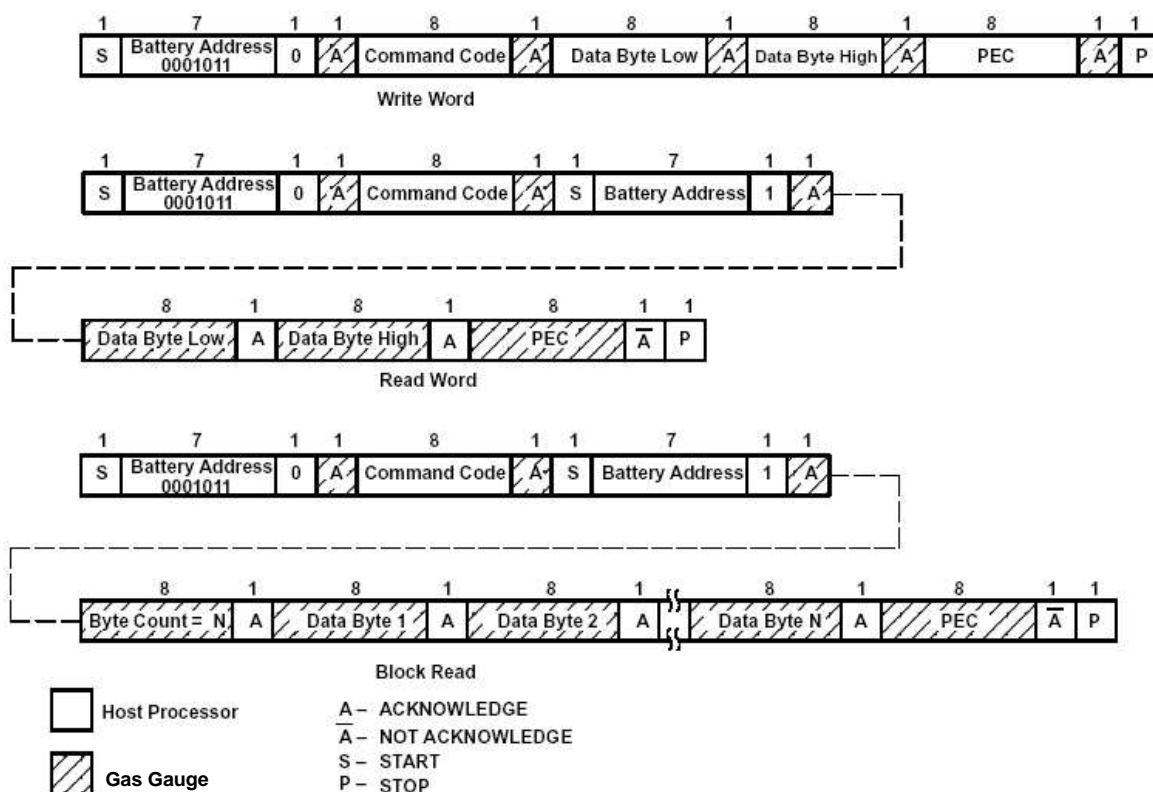 1 7 1 1 8 1 8 1 8 1 8 1 1
S Battery Address 0001011 0 A Command Code A Data Byte Low A Data Byte High A PEC A P
Write Word
1 7 1 1 8 1 1 7 1 1
S Battery Address 0001011 0 A Command Code A S Battery Address 1 A
8 1 8 1 8 1 1
Data Byte Low A Data Byte High A PEC A̅ P
Read Word
1 7 1 1 8 1 1 7 1 1
S Battery Address 0001011 0 A Command Code A S Battery Address 1 A
8 1 8 1 8 1 8 1 8 1 1
Byte Count = N A Data Byte 1 A Data Byte 2 A Data Byte N A PEC A̅ P
Block Read
Host Processor
Gas Gauge
A – ACKNOWLEDGE
A̅ – NOT ACKNOWLEDGE
S – START
P – STOP